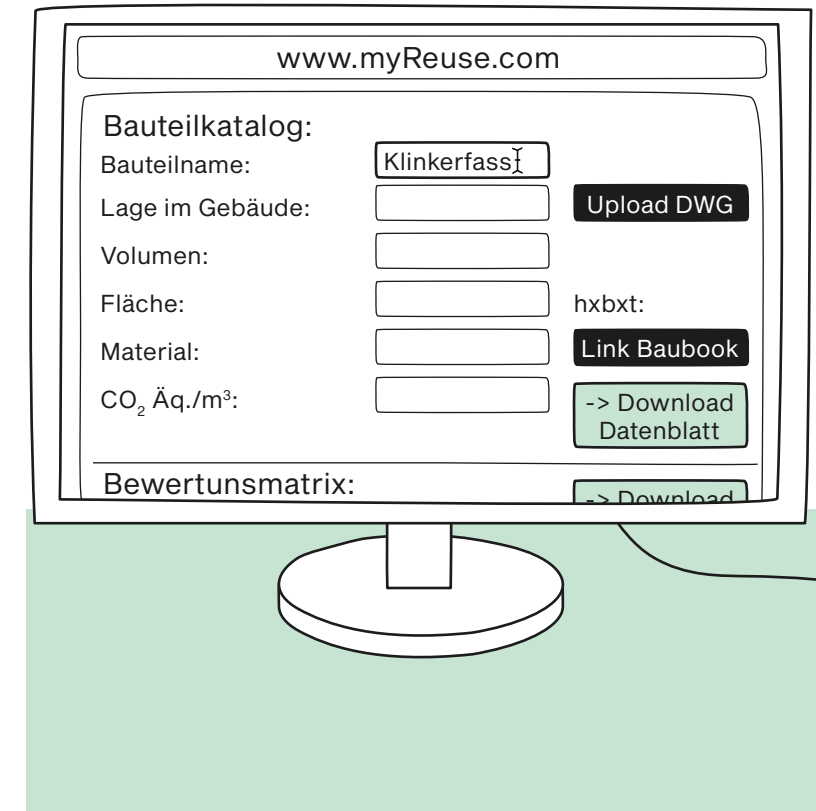 www.myReuse.com
Bauteilkatalog:
Bauteilname: Klinkerfass
Lage im Gebäude: Upload DWG
Volumen:
Fläche: hxbxt:
Material: Link Baubook
CO₂ Äq./m³: -> Download
Datenblatt
Bewertunsmatrix: -> Download